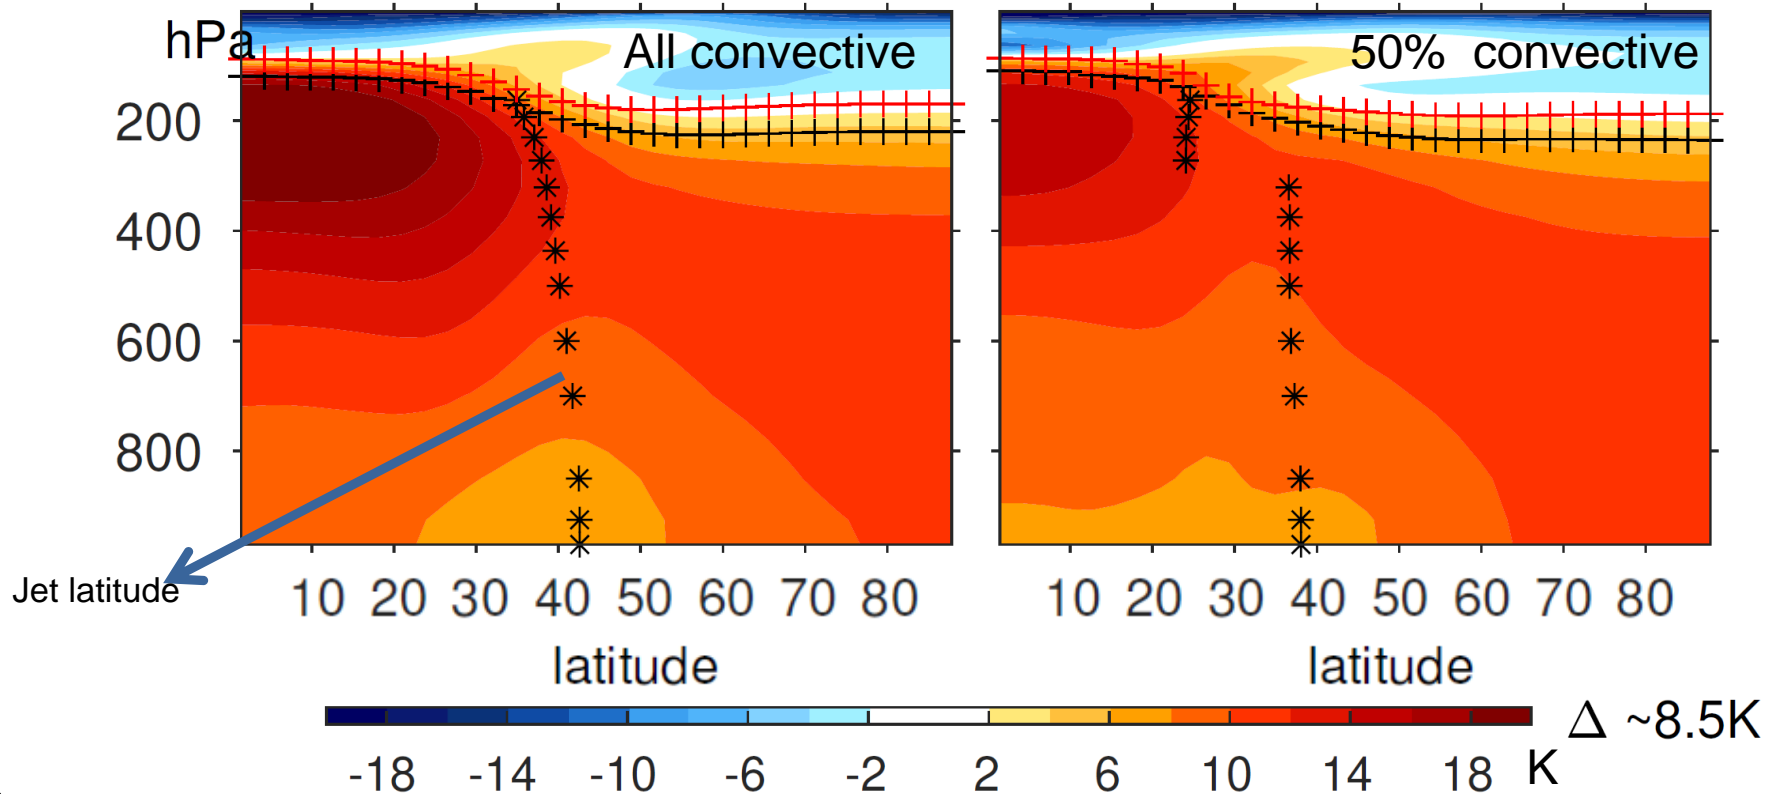 hPa
All convective
50% convective
200
400
600
800
Jet latitude
10 20 30 40 50 60 70 80
10 20 30 40 50 60 70 80
latitude
latitude
Δ ~8.5K
-18 -14 -10 -6 -2 2 6 10 14 18 K